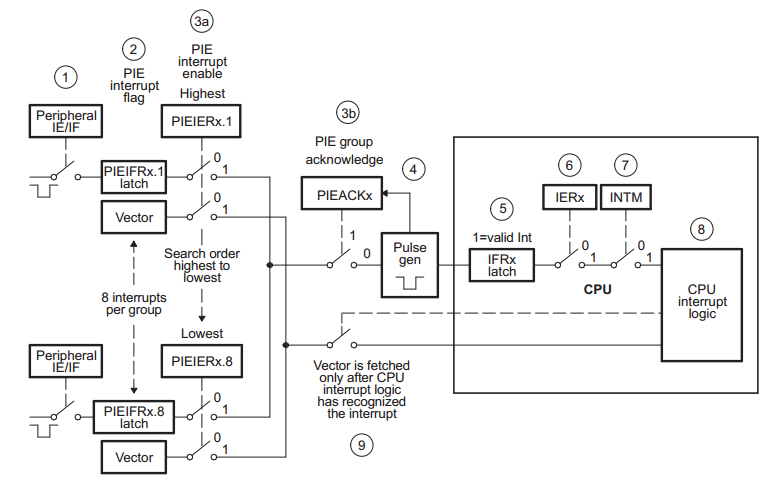 3a
2
PIE
interrupt
enable
1
PIE
interrupt
flag
Highest
Peripheral
IE/IF
PIEIERx.1
3b
PIE group
acknowledge
0
1
PIEIFRx.1
latch
4
6
7
PIEACKx
IERx
INTM
0
1
Vector
5
8
1=valid Int
1
0
Pulse
gen
IFRx
latch
0
1
0
1
CPU
CPU
interrupt
logic
Search order
highest to
lowest
8 interrupts
per group
Lowest
Peripheral
IE/IF
PIEIERx.8
Vector is fetched
only after CPU
interrupt logic
has recognized
the interrupt
0
1
PIEIFRx.8
latch
0
1
Vector
9